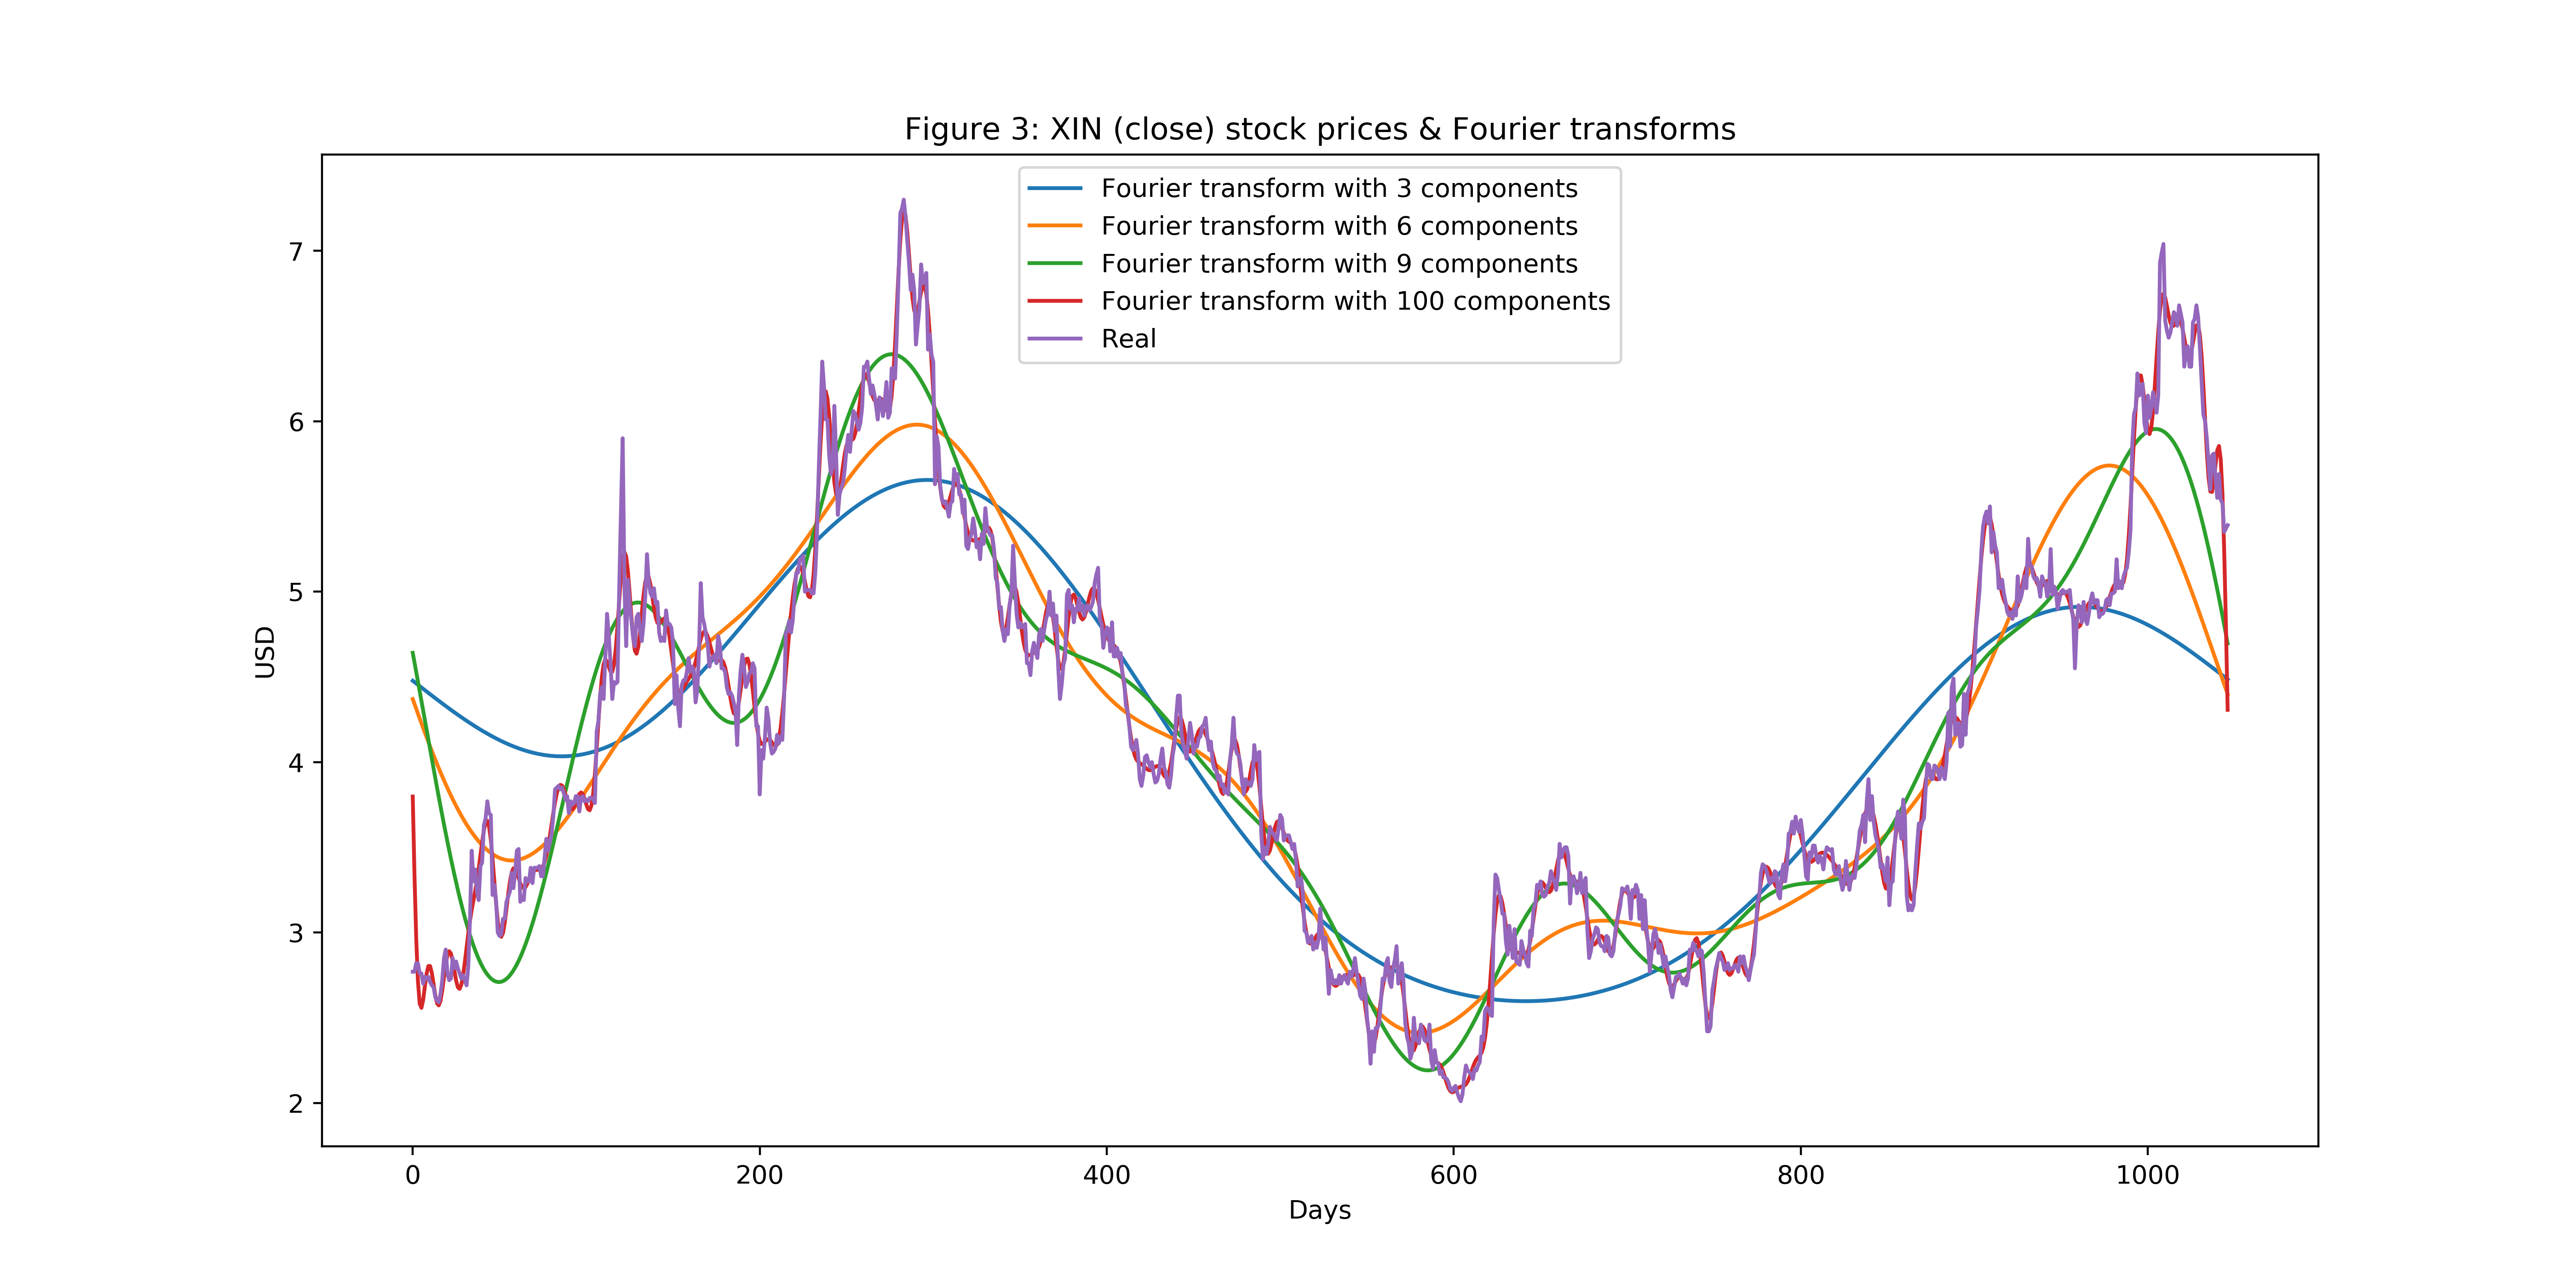 Figure 3: XIN (close) stock prices & Fourier transforms
Fourier transform with 3 components
Fourier transform with 6 components
Fourier transform with 9 components
Fourier transform with 100 components
Real
7
6
5
4
3
2
USD
0 200 400 600 800 1000
Days